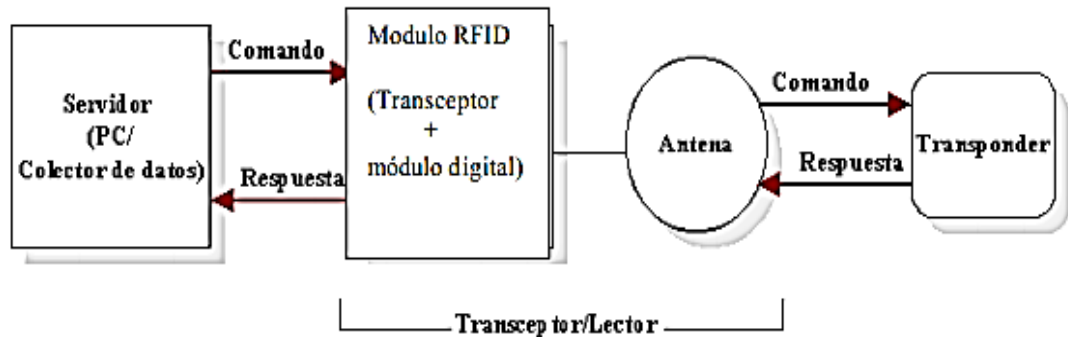 Servidor
(PC/
Colector de datos)
Comando
Respuesta
Modulo RFID
(Transceptor
+
módulo digital)
Antena
Comando
Respuesta
Transponder
Transceptor/Lector